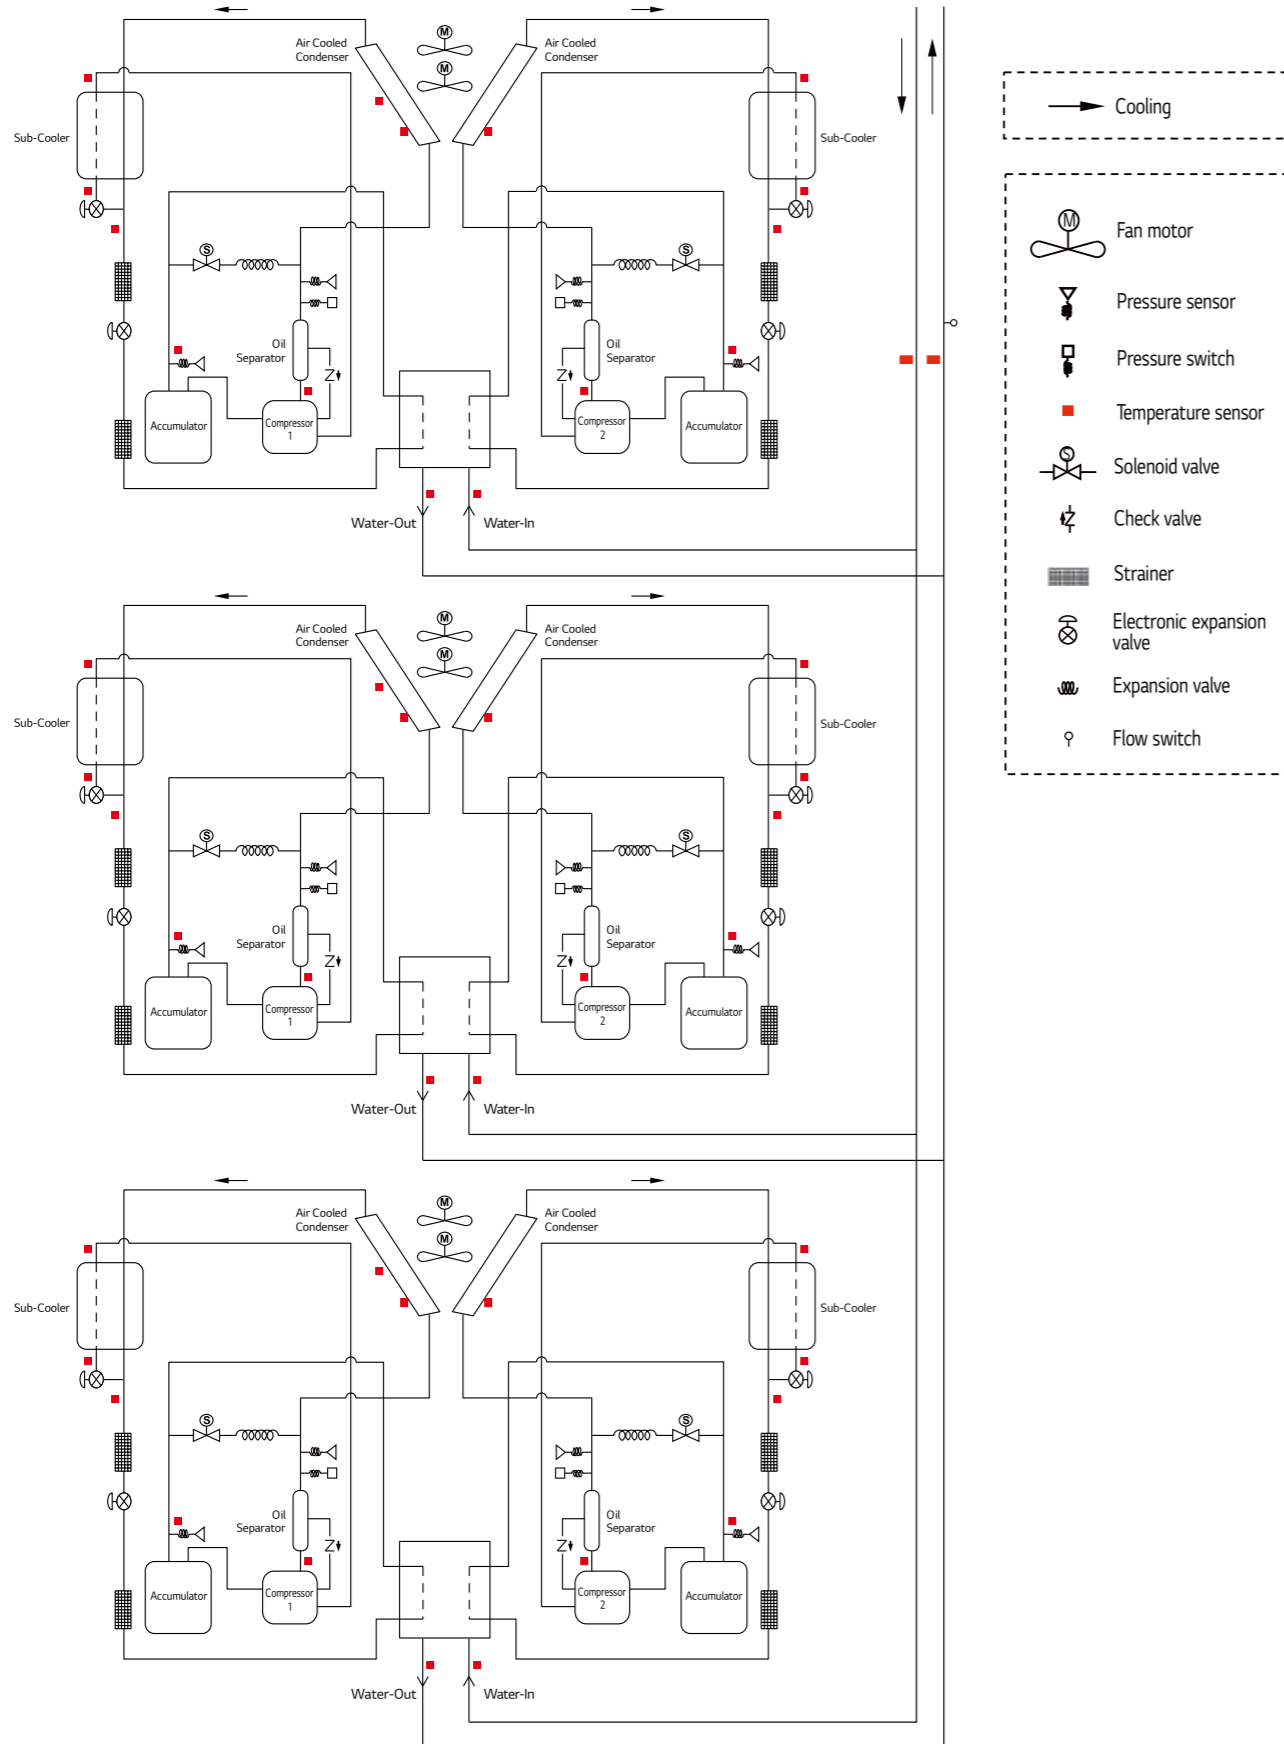 Air Cooled
Condenser
M
M
Air Cooled
Condenser
Sub-Cooler
Sub-Cooler
S
S
Oil
Separator
Oil
Separator
Accumulator
Compressor
1
Compressor
2
Accumulator
Water-Out
Water-In
Air Cooled
Condenser
M
M
Air Cooled
Condenser
Sub-Cooler
Sub-Cooler
S
S
Oil
Separator
Oil
Separator
Accumulator
Compressor
1
Compressor
2
Accumulator
Water-Out
Water-In
Air Cooled
Condenser
M
M
Air Cooled
Condenser
Sub-Cooler
Sub-Cooler
S
S
Oil
Separator
Oil
Separator
Accumulator
Compressor
1
Compressor
2
Accumulator
Water-Out
Water-In
Cooling
M
Fan motor
Pressure sensor
Pressure switch
Temperature sensor
S
Solenoid valve
Check valve
Strainer
Electronic expansion
valve
Expansion valve
Flow switch